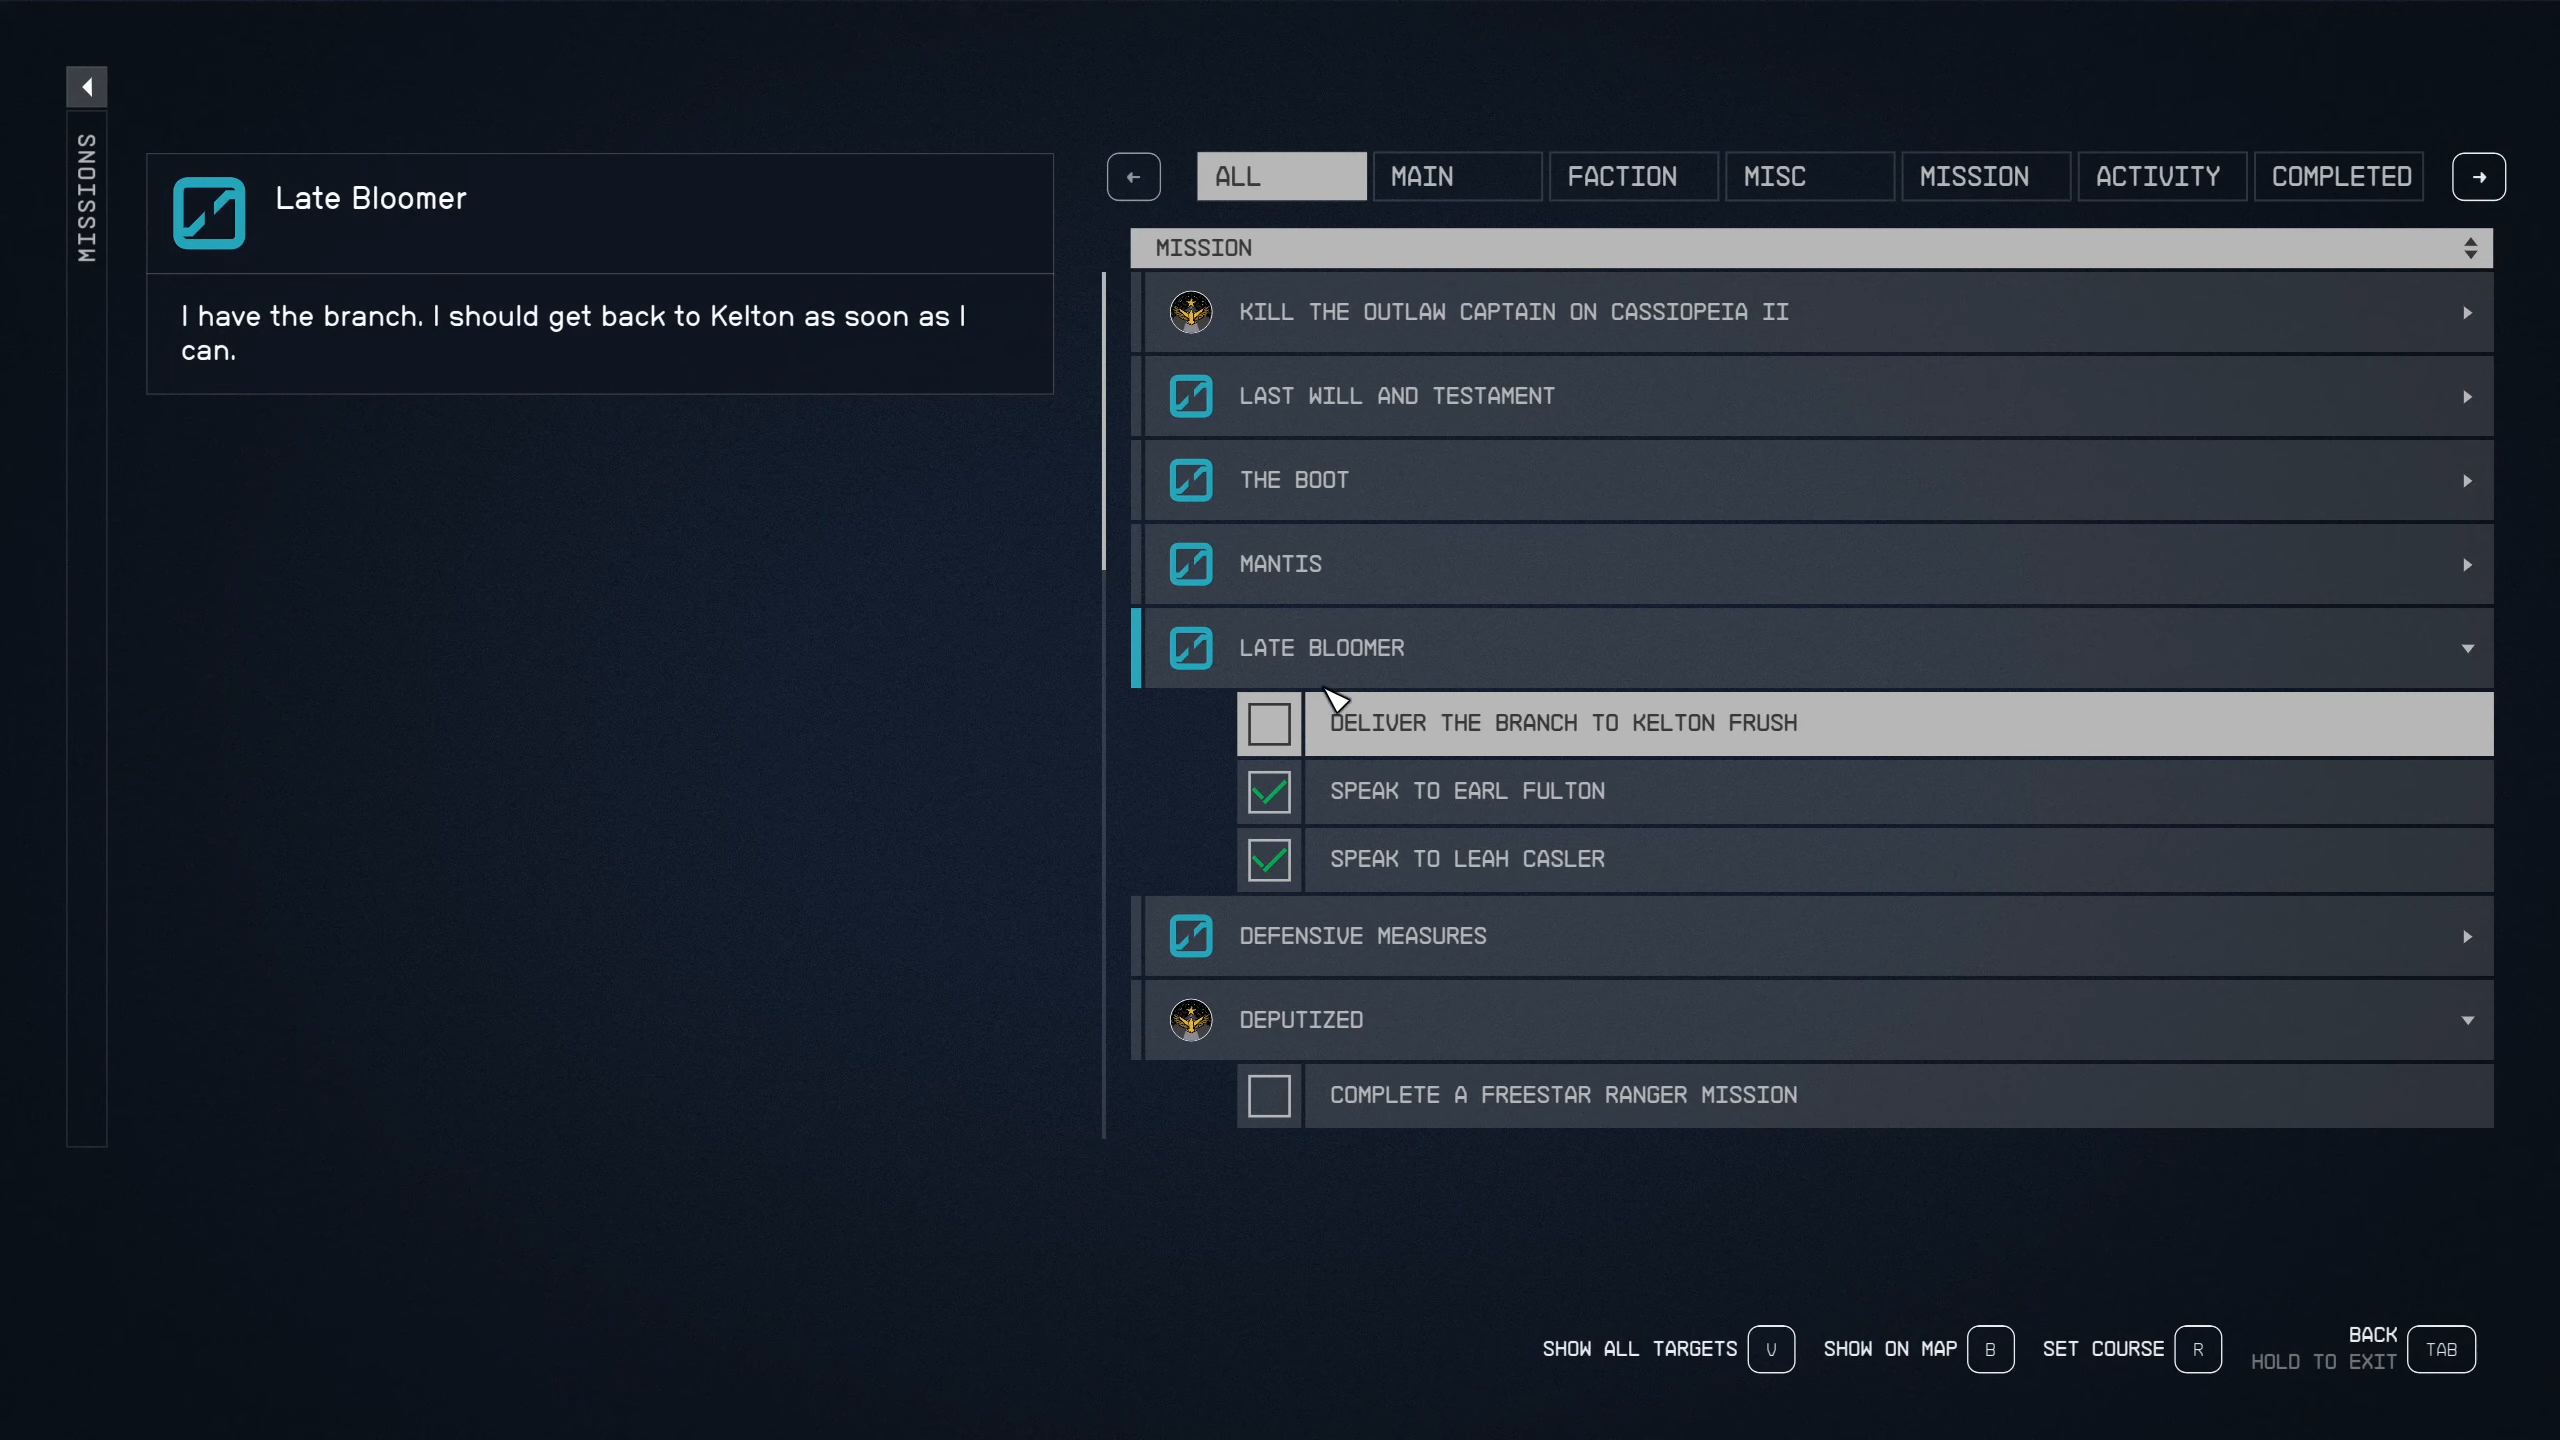 MISSIONS
Late Bloomer
I have the branch. I should get back to Kelton as soon as I
can.
ALL
MAIN
FACTION
MISC
MISSION
ACTIVITY
COMPLETED
MISSION
KILL THE OUTLAW CAPTAIN ON CASSIOPEIA II
LAST WILL AND TESTAMENT
THE BOOT
MANTIS
LATE BLOOMER
DELIVER THE BRANCH TO KELTON FRUSH
SPEAK TO EARL FULTON
SPEAK TO LEAH CASLER
DEFENSIVE MEASURES
DEPUTIZED
COMPLETE A FREESTAR RANGER MISSION
SHOW ALL TARGETS V
SHOW ON MAP B
SET COURSE R
BACK
HOLD TO EXIT
TAB